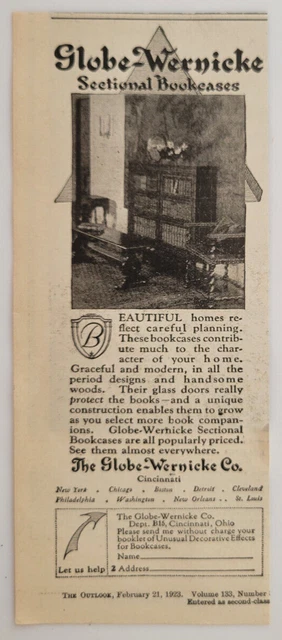 Globe-Wernicke
Sectional Bookcases
BEAUTIFUL homes re-
flect careful planning.
These bookcases contrib-
ute much to the char-
acter of your home.
Graceful and modern, in all the
period designs and handsome
woods. Their glass doors really
protect the books—and a unique
construction enables them to grow
as you select more book compan-
ions. Globe-Wernicke Sectional
Bookcases are all popularly priced.
See them almost everywhere.
The Globe-Wernicke Co.
Cincinnati
New York , Chicago , Boston , Detroit , Cleveland
Philadelphia , Washington , New Orleans , St. Louis
The Globe-Wernicke Co.
Dept. B15, Cincinnati, Ohio
Please send me without charge your
booklet of Unusual Decorative Effects
for Bookcases.
Name
Let us help 2 Address
THE OUTLOOK, February 21, 1923. Volume 133, Number
Entered as second-class